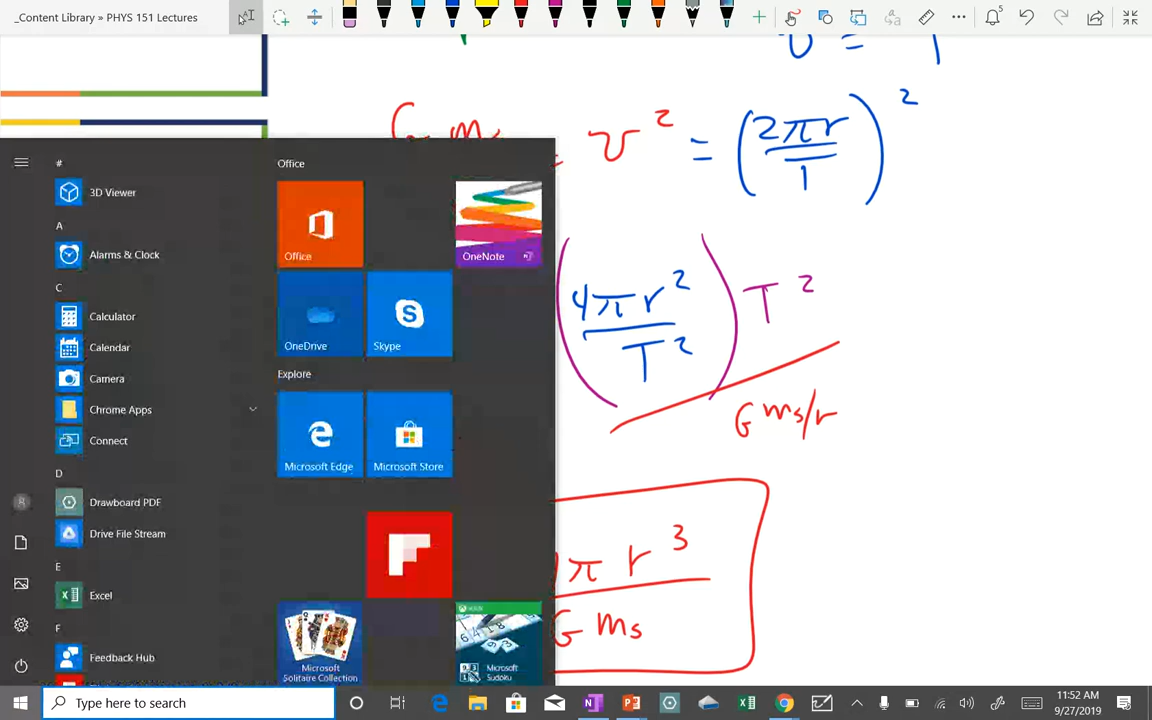 _Content Library » PHYS 151 Lectures
G m = v² = (2πr / T)²
(4πr² / T²) T²
G ms/r
π r³
G ms
#
3D Viewer
A
Alarms & Clock
C
Calculator
Calendar
Camera
Chrome Apps
Connect
D
Drawboard PDF
Drive File Stream
E
Excel
F
Feedback Hub
Office
Office
OneNote
OneDrive
Skype
Explore
Microsoft Edge
Microsoft Store
Microsoft Solitaire Collection
Microsoft Sudoku
Type here to search
11:52 AM
9/27/2019